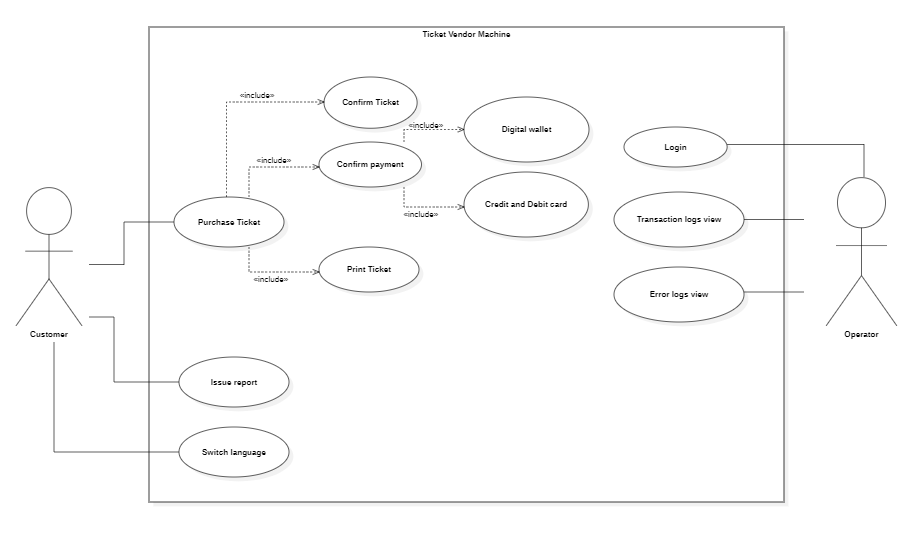 Ticket Vendor Machine
«include»
Confirm Ticket
«include»
Digital wallet
Login
«include»
Confirm payment
«include»
Credit and Debit card
Purchase Ticket
Transaction logs view
Print Ticket
«include»
Error logs view
Customer
Operator
Issue report
Switch language